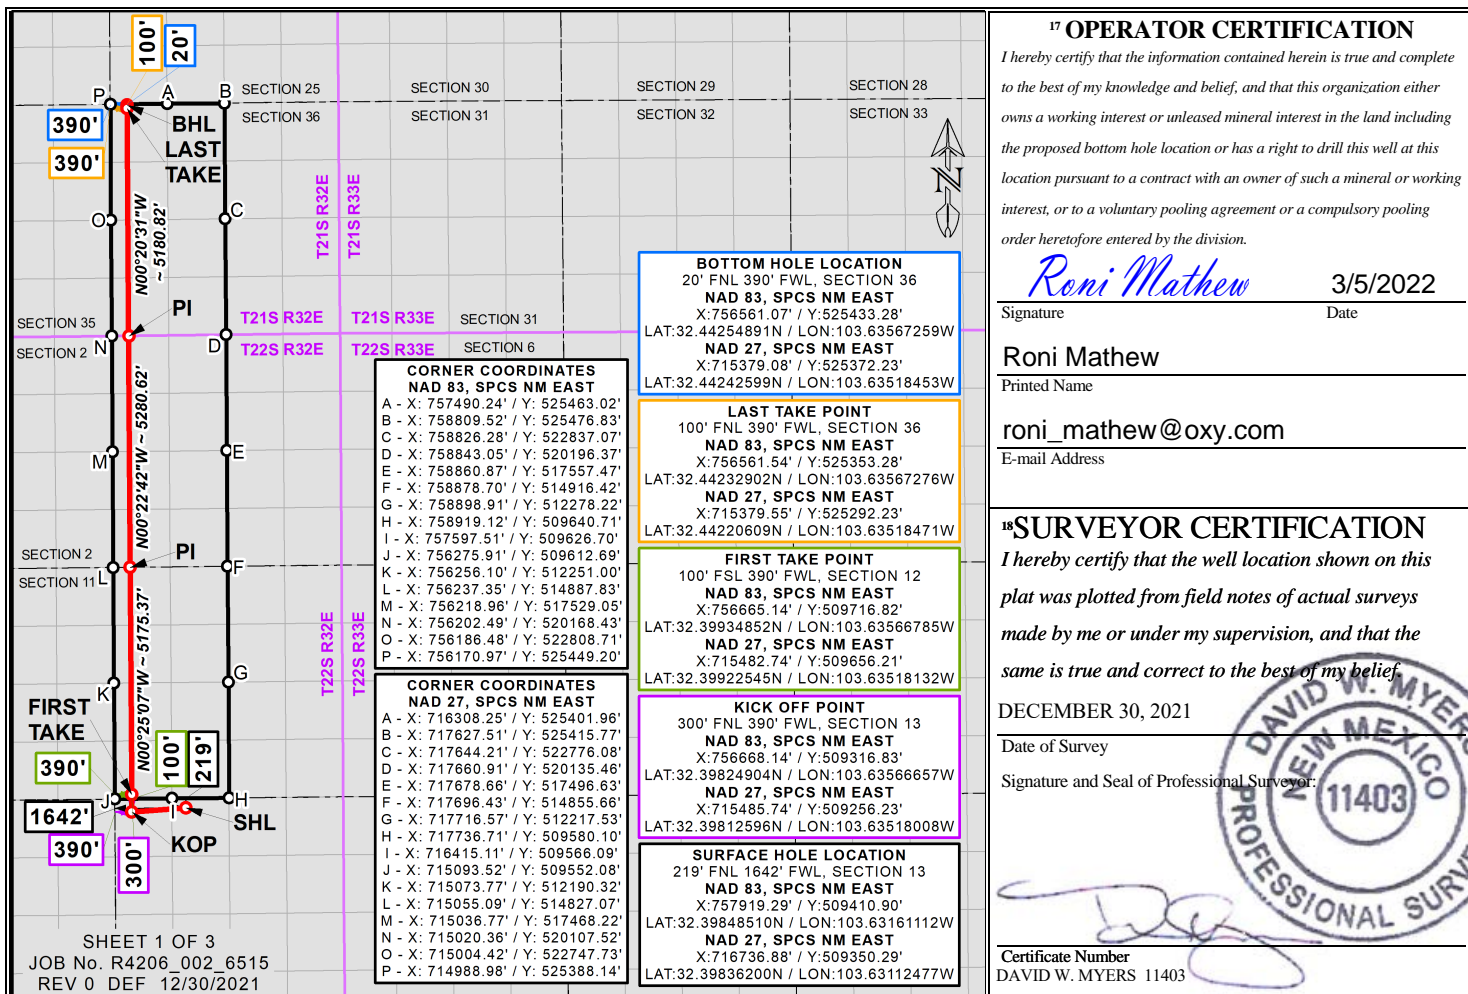 100'
20'
P
A
B
SECTION 25
SECTION 30
SECTION 29
SECTION 28
SECTION 36
SECTION 31
SECTION 32
SECTION 33
390'
390'
BHL
LAST
TAKE
O
C
N00°20'31"W
~ 5180.82'
T21S R32E
T21S R33E
N
PI
SECTION 35
T21S R32E
T21S R33E
SECTION 31
SECTION 2
N
D
T22S R32E
T22S R33E
SECTION 6
M
E
N00°22'42"W ~ 5280.62'
PI
SECTION 2
SECTION 11
L
F
T22S R32E
T22S R33E
K
G
N00°25'07"W ~ 5175.37'
FIRST
TAKE
390'
100'
219'
J
I
H
1642'
SHL
KOP
390'
300'
SHEET 1 OF 3
JOB No. R4206_002_6515
REV 0 DEF 12/30/2021
CORNER COORDINATES
NAD 83, SPCS NM EAST
A - X: 757490.24' / Y: 525463.02'
B - X: 758809.52' / Y: 525476.83'
C - X: 758826.28' / Y: 522837.07'
D - X: 758843.05' / Y: 520196.37'
E - X: 758860.87' / Y: 517557.47'
F - X: 758878.70' / Y: 514916.42'
G - X: 758898.91' / Y: 512278.22'
H - X: 758919.12' / Y: 509640.71'
I - X: 757597.51' / Y: 509626.70'
J - X: 756275.91' / Y: 509612.69'
K - X: 756256.10' / Y: 512251.00'
L - X: 756237.35' / Y: 514887.83'
M - X: 756218.96' / Y: 517529.05'
N - X: 756202.49' / Y: 520168.43'
O - X: 756186.48' / Y: 522808.71'
P - X: 756170.97' / Y: 525449.20'
CORNER COORDINATES
NAD 27, SPCS NM EAST
A - X: 716308.25' / Y: 525401.96'
B - X: 717627.51' / Y: 525415.77'
C - X: 717644.21' / Y: 522776.08'
D - X: 717660.91' / Y: 520135.46'
E - X: 717678.66' / Y: 517496.63'
F - X: 717696.43' / Y: 514855.66'
G - X: 717716.57' / Y: 512217.53'
H - X: 717736.71' / Y: 509580.10'
I - X: 716415.11' / Y: 509566.09'
J - X: 715093.52' / Y: 509552.08'
K - X: 715073.77' / Y: 512190.32'
L - X: 715055.09' / Y: 514827.07'
M - X: 715036.77' / Y: 517468.22'
N - X: 715020.36' / Y: 520107.52'
O - X: 715004.42' / Y: 522747.73'
P - X: 714988.98' / Y: 525388.14'
BOTTOM HOLE LOCATION
20' FNL 390' FWL, SECTION 36
NAD 83, SPCS NM EAST
X:756561.07' / Y:525433.28'
LAT:32.44254891N / LON:103.63567259W
NAD 27, SPCS NM EAST
X:715379.08' / Y:525372.23'
LAT:32.44242599N / LON:103.63518453W
LAST TAKE POINT
100' FNL 390' FWL, SECTION 36
NAD 83, SPCS NM EAST
X:756561.54' / Y:525353.28'
LAT:32.44232902N / LON:103.63567276W
NAD 27, SPCS NM EAST
X:715379.55' / Y:525292.23'
LAT:32.44220609N / LON:103.63518471W
FIRST TAKE POINT
100' FSL 390' FWL, SECTION 12
NAD 83, SPCS NM EAST
X:756665.14' / Y:509716.82'
LAT:32.39934852N / LON:103.63566785W
NAD 27, SPCS NM EAST
X:715482.74' / Y:509656.21'
LAT:32.39922545N / LON:103.63518132W
KICK OFF POINT
300' FNL 390' FWL, SECTION 13
NAD 83, SPCS NM EAST
X:756668.14' / Y:509316.83'
LAT:32.39824904N / LON:103.63566657W
NAD 27, SPCS NM EAST
X:715485.74' / Y:509256.23'
LAT:32.39812596N / LON:103.63518008W
SURFACE HOLE LOCATION
219' FNL 1642' FWL, SECTION 13
NAD 83, SPCS NM EAST
X:757919.29' / Y:509410.90'
LAT:32.39848510N / LON:103.63161112W
NAD 27, SPCS NM EAST
X:716736.88' / Y:509350.29'
LAT:32.39836200N / LON:103.63112477W
17 OPERATOR CERTIFICATION
I hereby certify that the information contained herein is true and complete
to the best of my knowledge and belief, and that this organization either
owns a working interest or unleased mineral interest in the land including
the proposed bottom hole location or has a right to drill this well at this
location pursuant to a contract with an owner of such a mineral or working
interest, or to a voluntary pooling agreement or a compulsory pooling
order heretofore entered by the division.
Roni Mathew
3/5/2022
Signature
Date
Roni Mathew
Printed Name
roni_mathew@oxy.com
E-mail Address
18SURVEYOR CERTIFICATION
I hereby certify that the well location shown on this
plat was plotted from field notes of actual surveys
made by me or under my supervision, and that the
same is true and correct to the best of my belief.
DECEMBER 30, 2021
Date of Survey
Signature and Seal of Professional Surveyor:
DAVID W. MYERS
NEW MEXICO
11403
PROFESSIONAL
Certificate Number
DAVID W. MYERS 11403